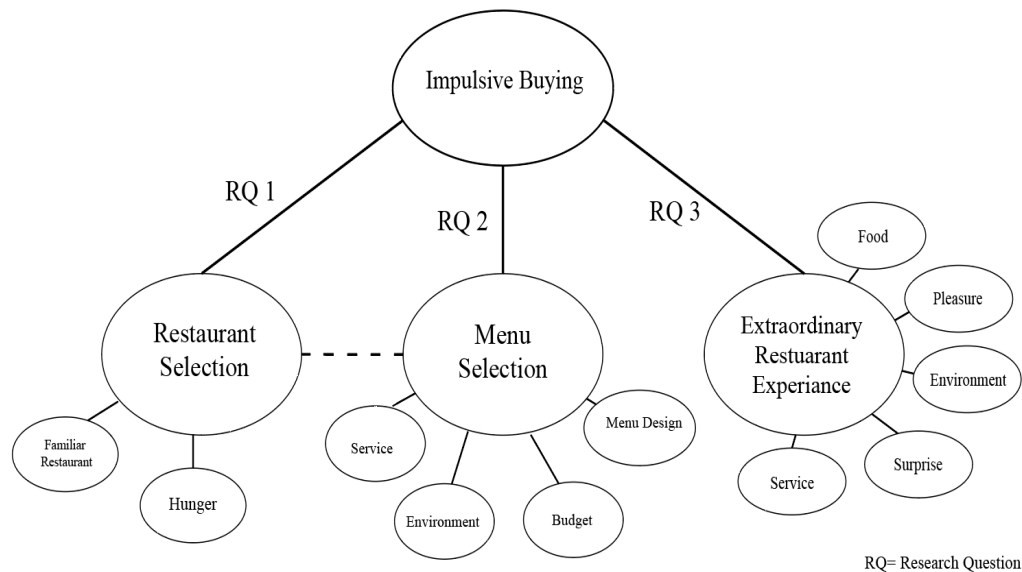 Impulsive Buying
RQ 1
RQ 2
RQ 3
Restaurant
Selection
Menu
Selection
Extraordinary
Restuarant
Experiance
Food
Pleasure
Environment
Surprise
Service
Familiar
Restaurant
Hunger
Service
Environment
Budget
Menu Design
RQ= Research Question